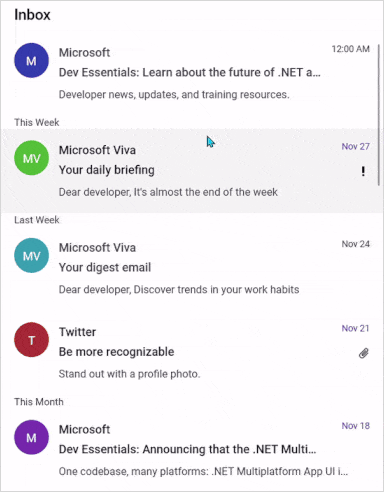 Inbox
M
Microsoft
12:00 AM
Dev Essentials: Learn about the future of .NET a...
Developer news, updates, and training resources.
This Week
MV
Microsoft Viva
Nov 27
Your daily briefing
!
Dear developer, It's almost the end of the week
Last Week
MV
Microsoft Viva
Nov 24
Your digest email
Dear developer, Discover trends in your work habits
T
Twitter
Nov 21
Be more recognizable
Stand out with a profile photo.
This Month
M
Microsoft
Nov 18
Dev Essentials: Announcing that the .NET Multi...
One codebase, many platforms: .NET Multiplatform App UI i...